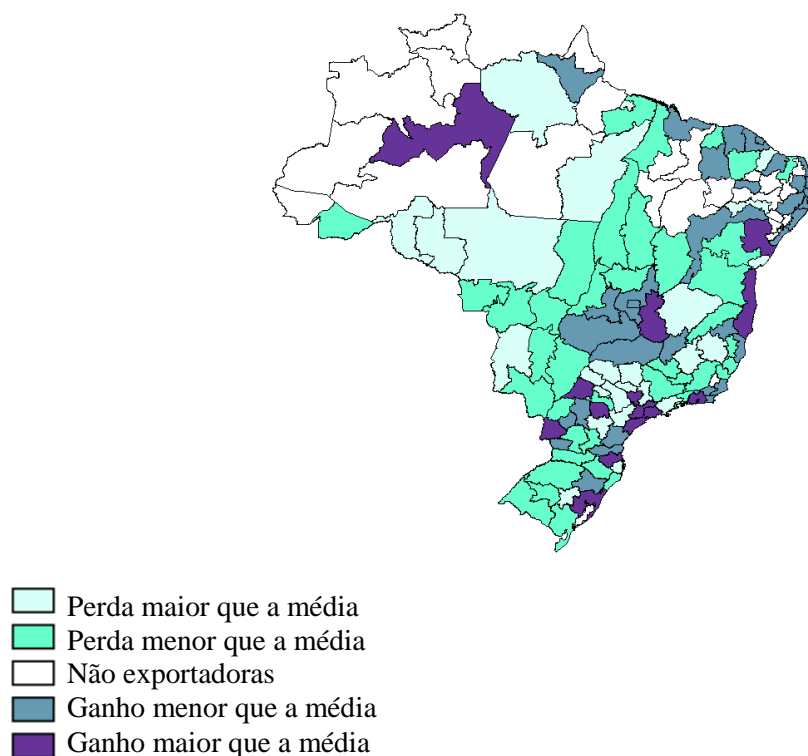 Perda maior que a média
Perda menor que a média
Não exportadoras
Ganho menor que a média
Ganho maior que a média